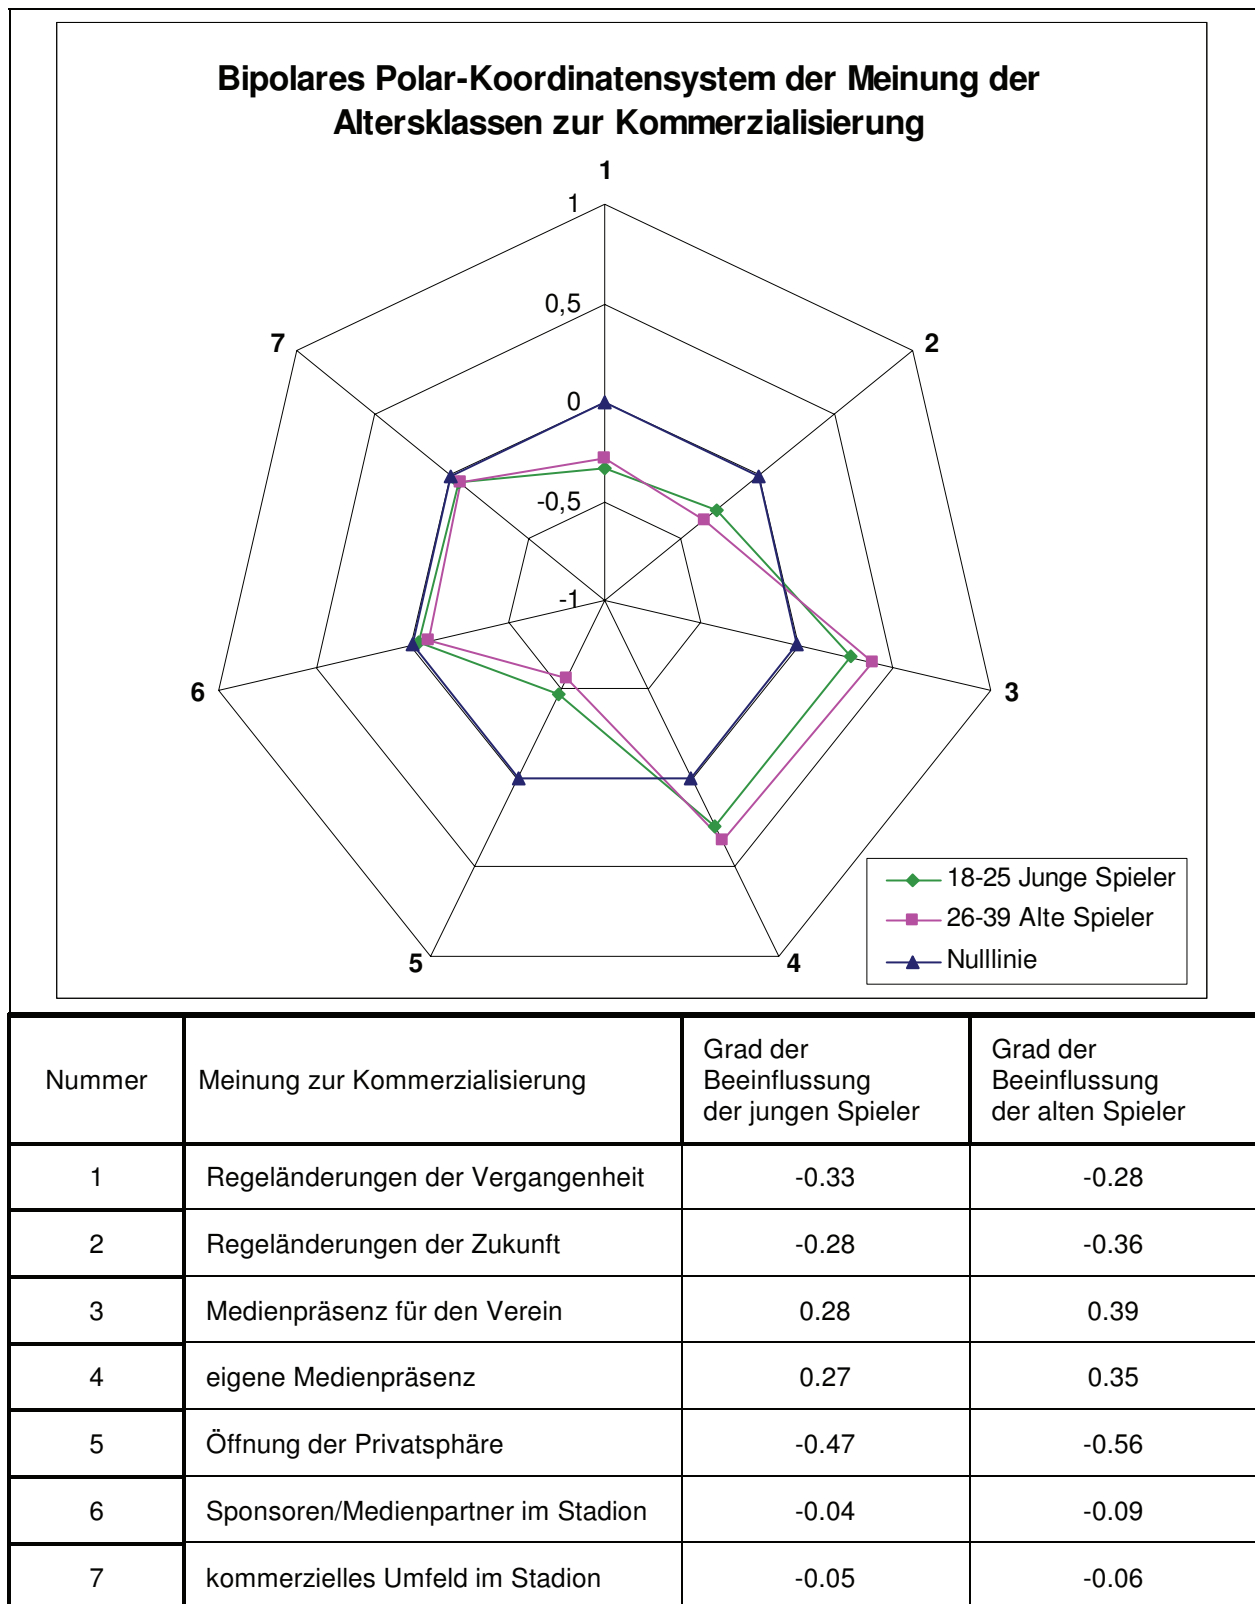 Bipolares Polar-Koordinatensystem der Meinung der
Altersklassen zur Kommerzialisierung
1
1
0,5
7
2
0
-0,5
-1
6
3
18-25 Junge Spieler
26-39 Alte Spieler
Nulllinie
5
4
Nummer
Meinung zur Kommerzialisierung
Grad der
Beeinflussung
der jungen Spieler
Grad der
Beeinflussung
der alten Spieler
1 Regeländerungen der Vergangenheit -0.33 -0.28
2 Regeländerungen der Zukunft -0.28 -0.36
3 Medienpräsenz für den Verein 0.28 0.39
4 eigene Medienpräsenz 0.27 0.35
5 Öffnung der Privatsphäre -0.47 -0.56
6 Sponsoren/Medienpartner im Stadion -0.04 -0.09
7 kommerzielles Umfeld im Stadion -0.05 -0.06